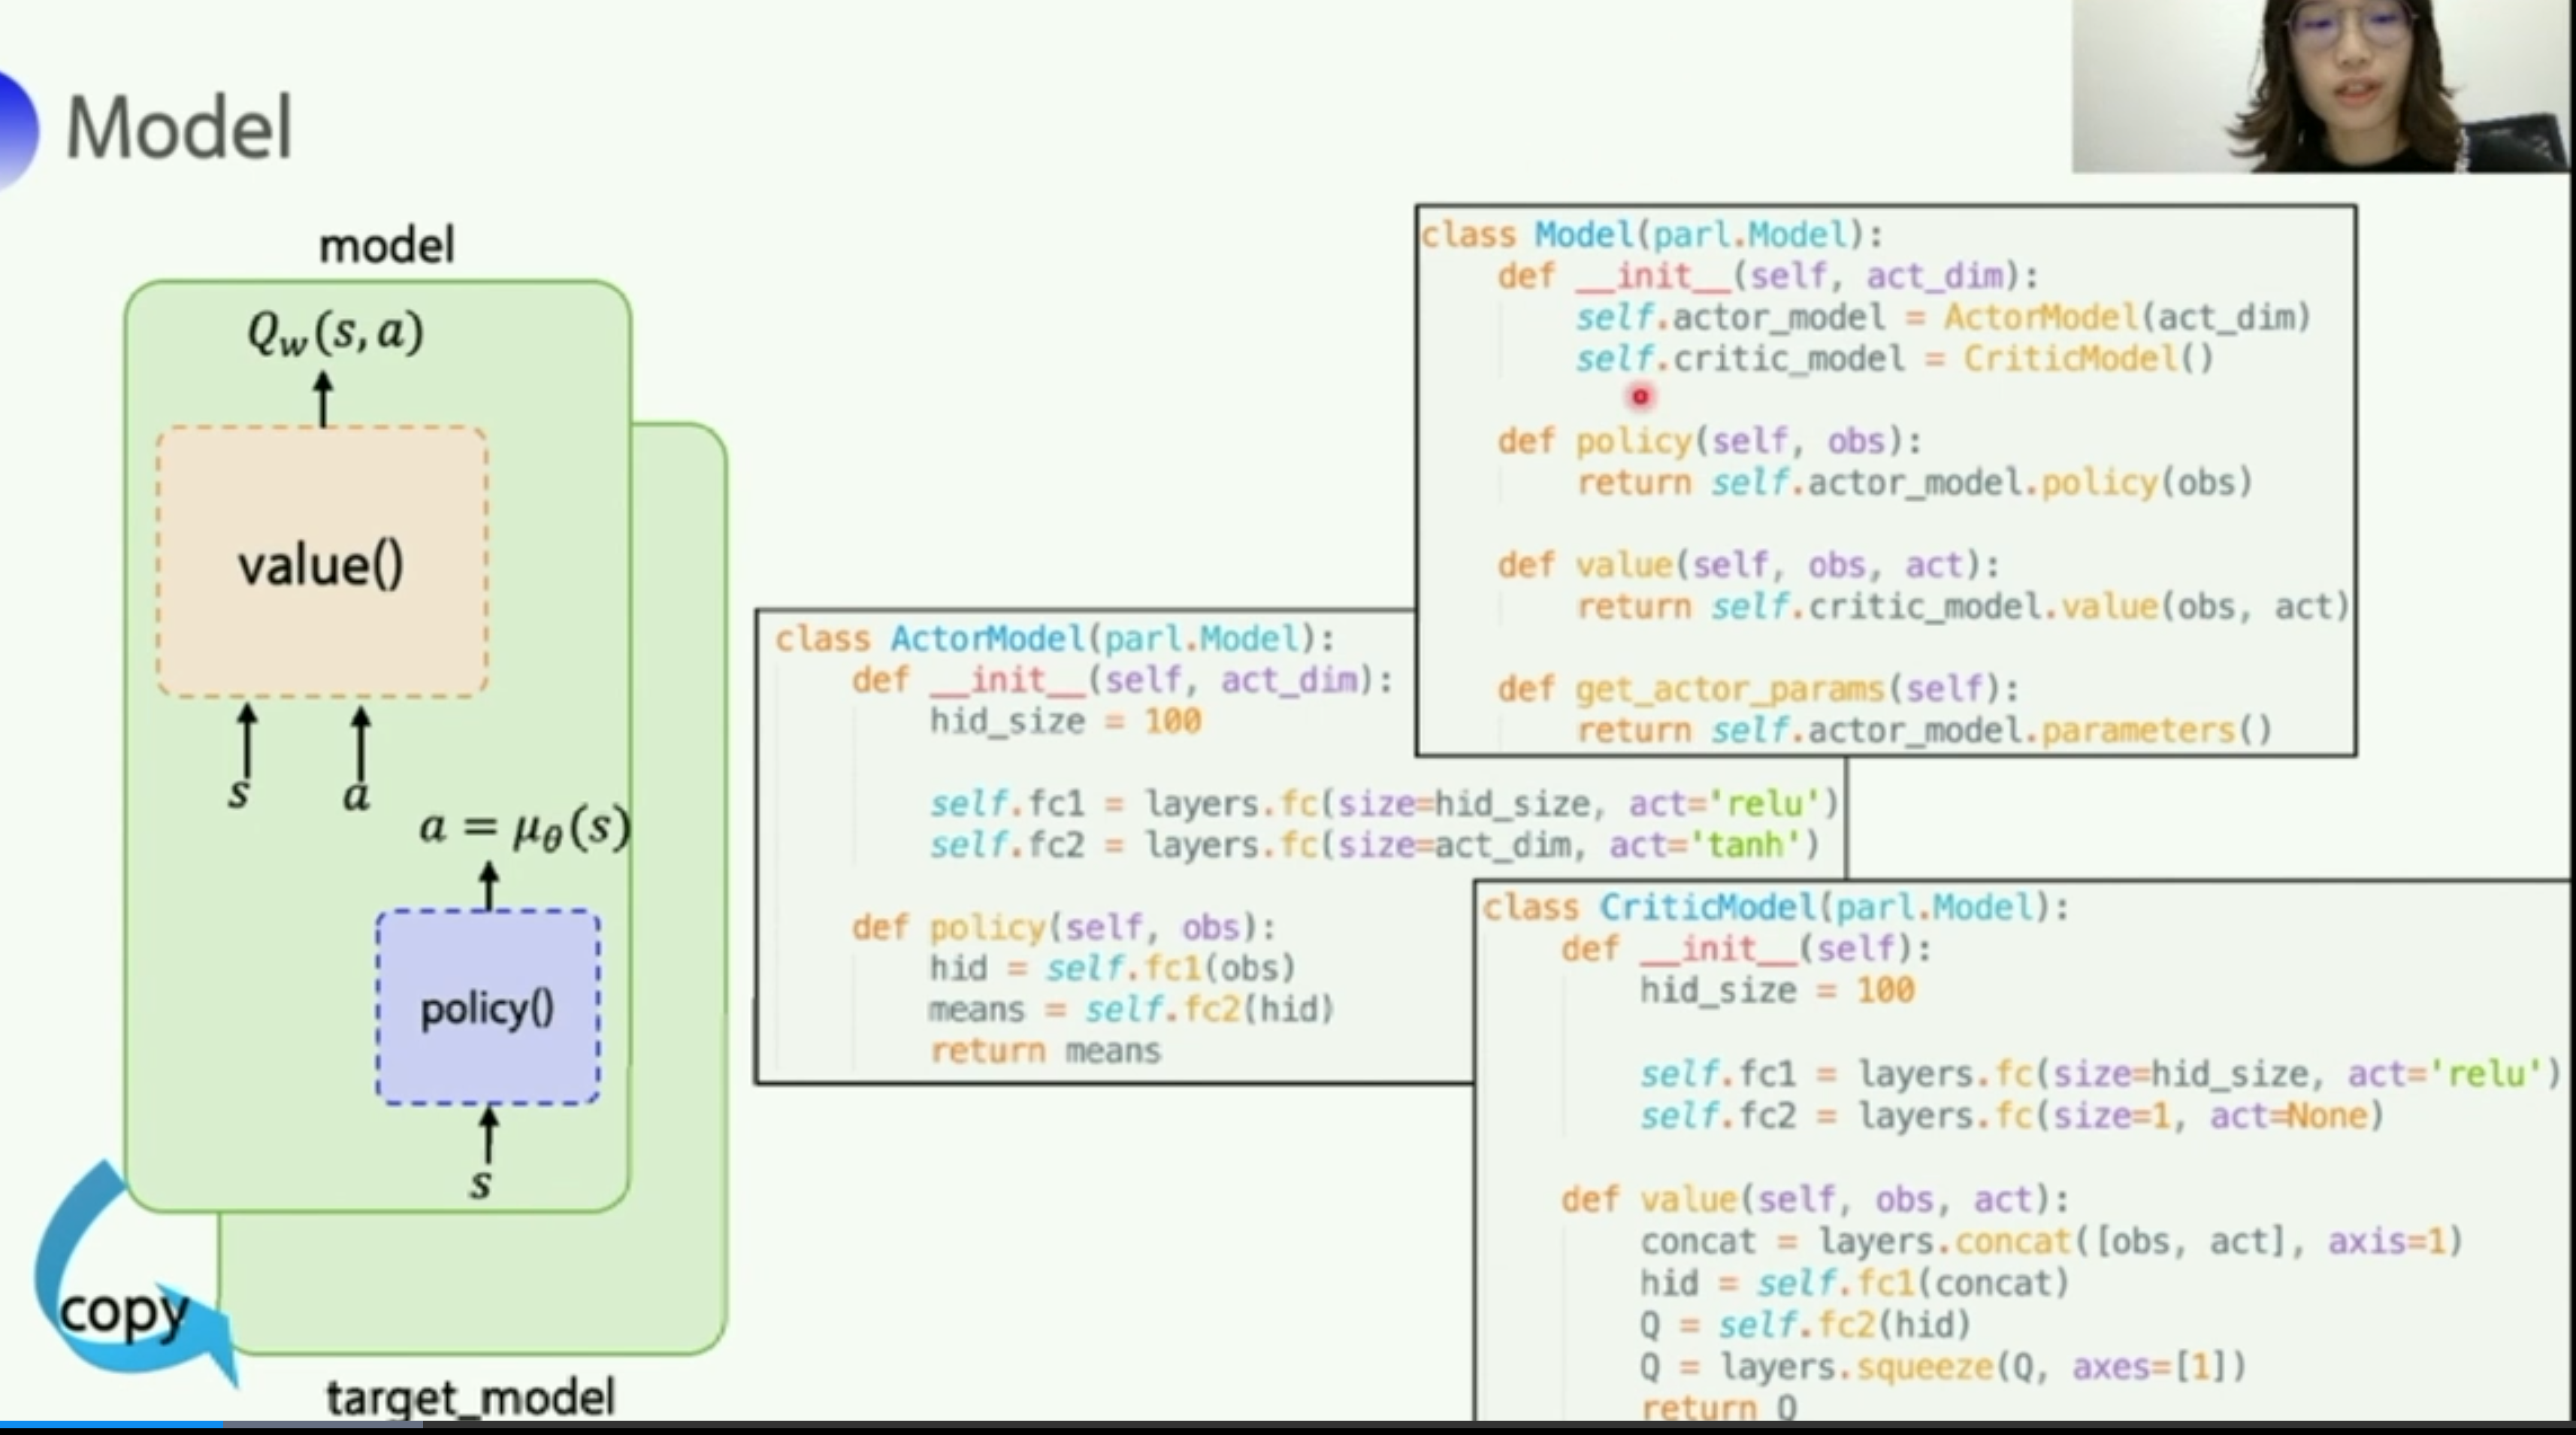 Model
model
Q_w(s, a)
value()
s a
a = μ_θ(s)
policy()
s
copy
target_model
class ActorModel(parl.Model):
def __init__(self, act_dim):
hid_size = 100
self.fc1 = layers.fc(size=hid_size, act='relu')
self.fc2 = layers.fc(size=act_dim, act='tanh')
def policy(self, obs):
hid = self.fc1(obs)
means = self.fc2(hid)
return means
class Model(parl.Model):
def __init__(self, act_dim):
self.actor_model = ActorModel(act_dim)
self.critic_model = CriticModel()
def policy(self, obs):
return self.actor_model.policy(obs)
def value(self, obs, act):
return self.critic_model.value(obs, act)
def get_actor_params(self):
return self.actor_model.parameters()
class CriticModel(parl.Model):
def __init__(self):
hid_size = 100
self.fc1 = layers.fc(size=hid_size, act='relu')
self.fc2 = layers.fc(size=1, act=None)
def value(self, obs, act):
concat = layers.concat([obs, act], axis=1)
hid = self.fc1(concat)
Q = self.fc2(hid)
Q = layers.squeeze(Q, axes=[1])
return Q